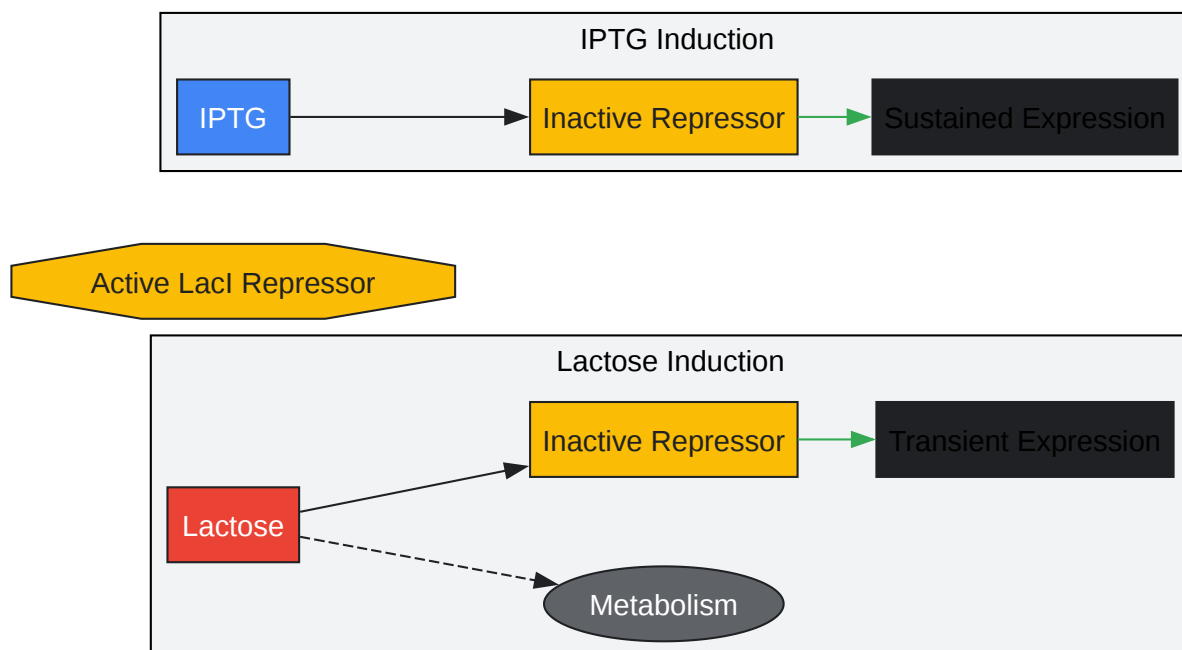 IPTG Induction
IPTG
Inactive Repressor
Sustained Expression
Active LacI Repressor
Lactose Induction
Inactive Repressor
Transient Expression
Lactose
Metabolism